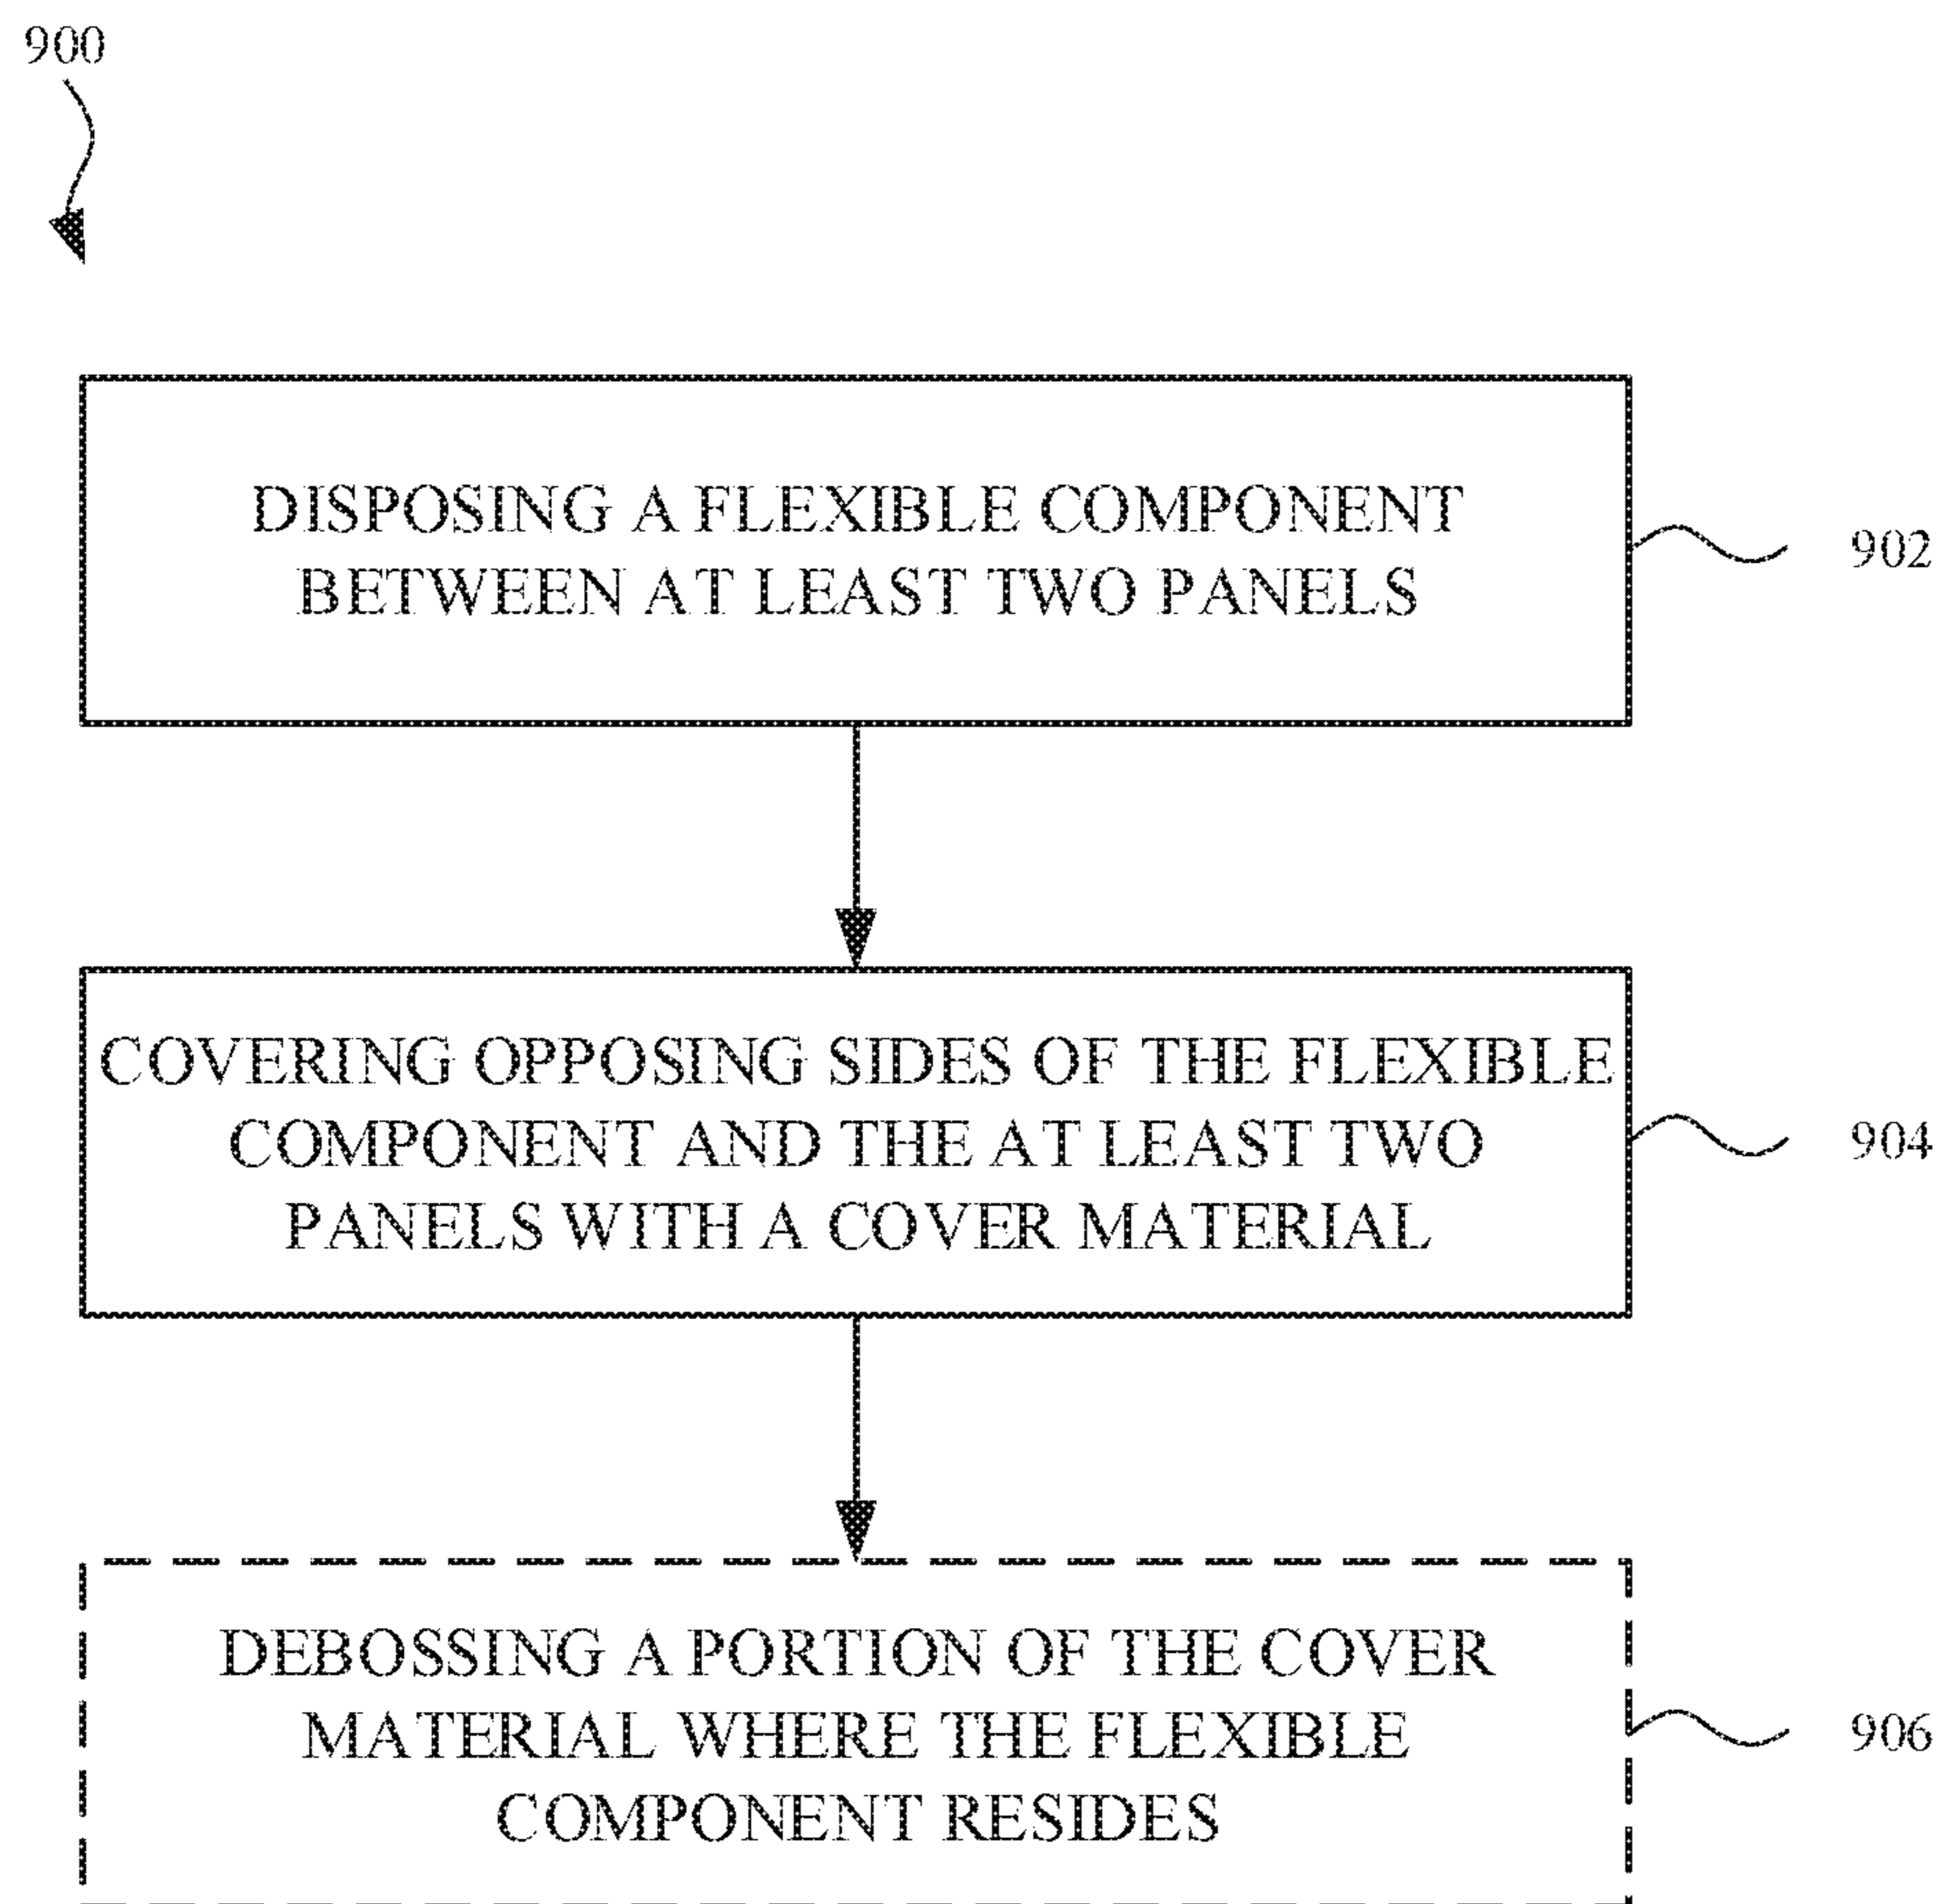 900
DISPOSING A FLEXIBLE COMPONENT
BETWEEN AT LEAST TWO PANELS
902
COVERING OPPOSING SIDES OF THE FLEXIBLE
COMPONENT AND THE AT LEAST TWO
PANELS WITH A COVER MATERIAL
904
DEBOSSING A PORTION OF THE COVER
MATERIAL WHERE THE FLEXIBLE
COMPONENT RESIDES
906